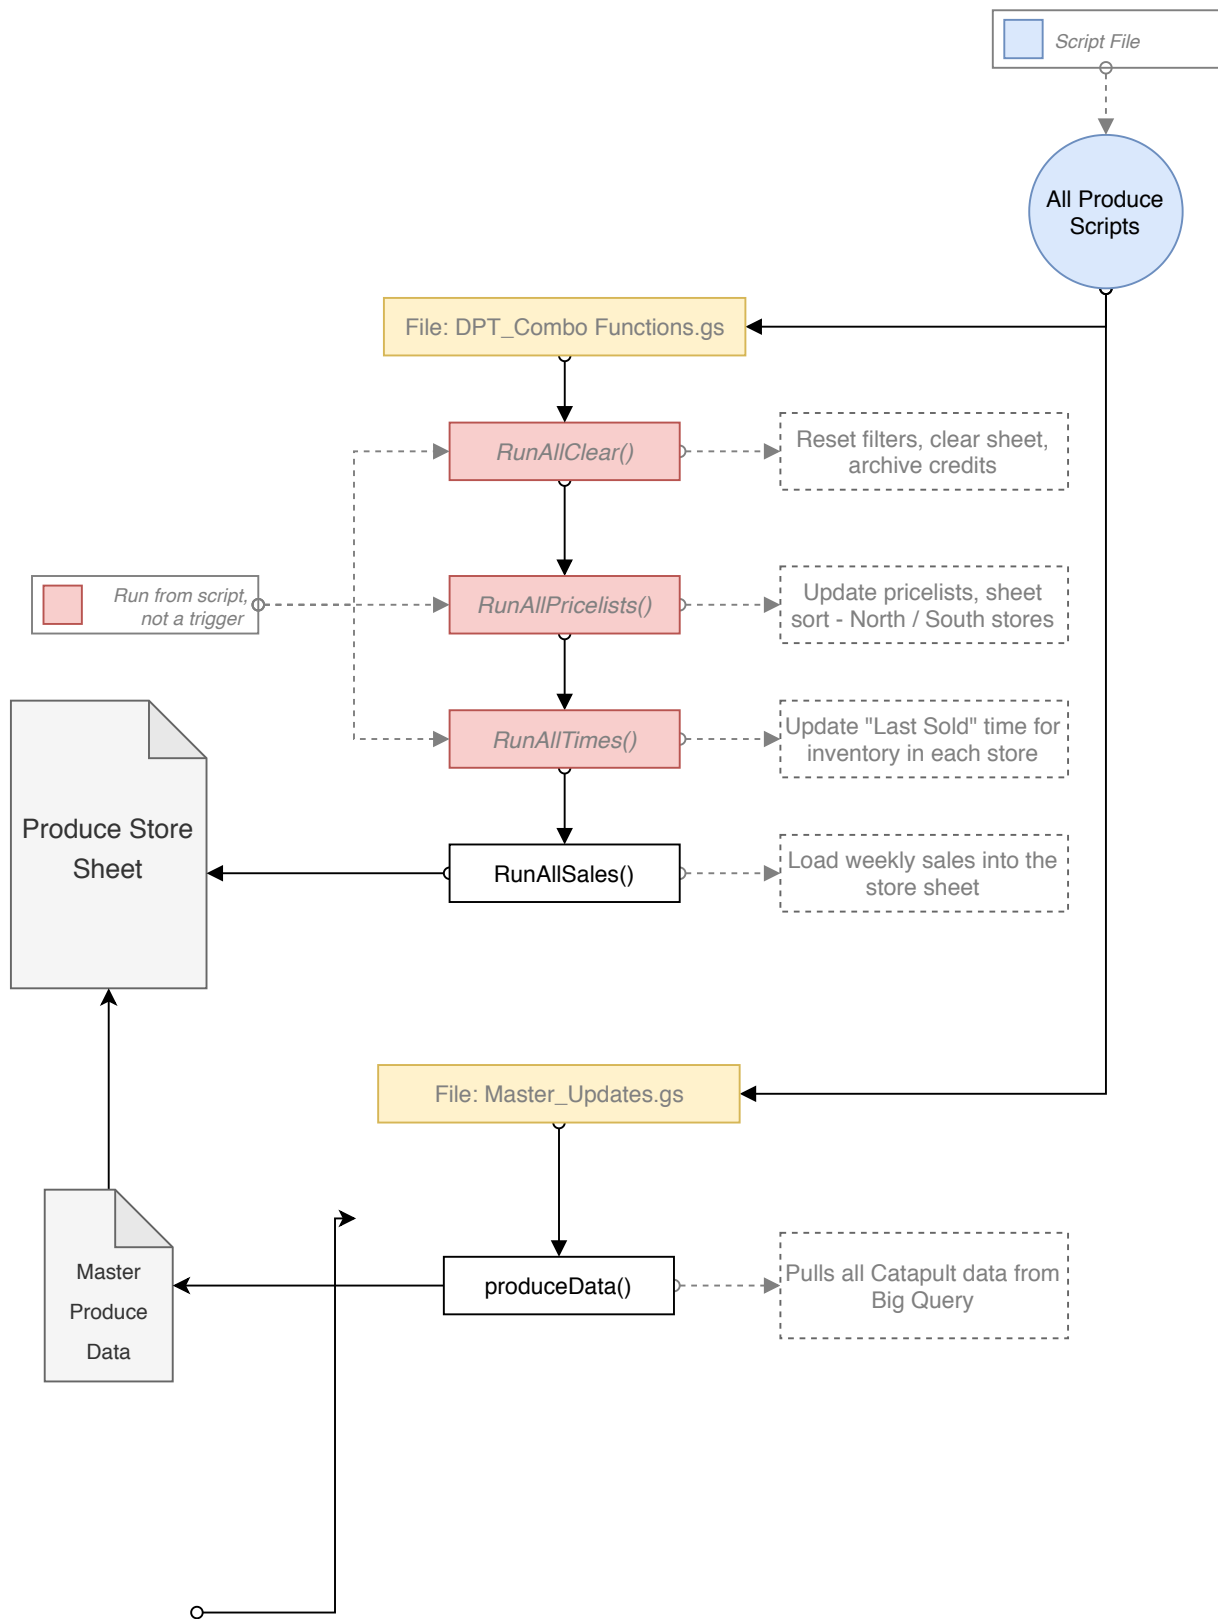 Script File
All Produce
Scripts
File: DPT_Combo Functions.gs
RunAllClear()
Reset filters, clear sheet,
archive credits
Run from script,
not a trigger
RunAllPricelists()
Update pricelists, sheet
sort - North / South stores
RunAllTimes()
Update "Last Sold" time for
inventory in each store
Produce Store
Sheet
RunAllSales()
Load weekly sales into the
store sheet
File: Master_Updates.gs
Master
Produce
Data
produceData()
Pulls all Catapult data from
Big Query